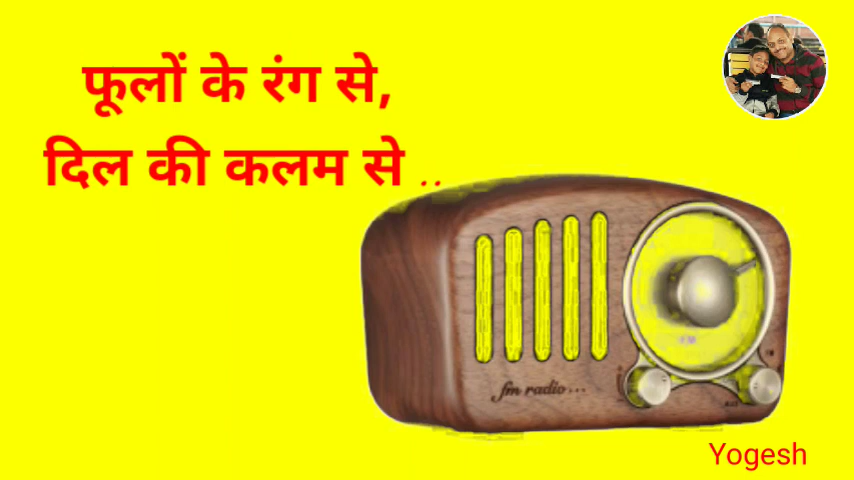 फूलों के रंग से,
दिल की कलम से ..
fm radio...
Yogesh